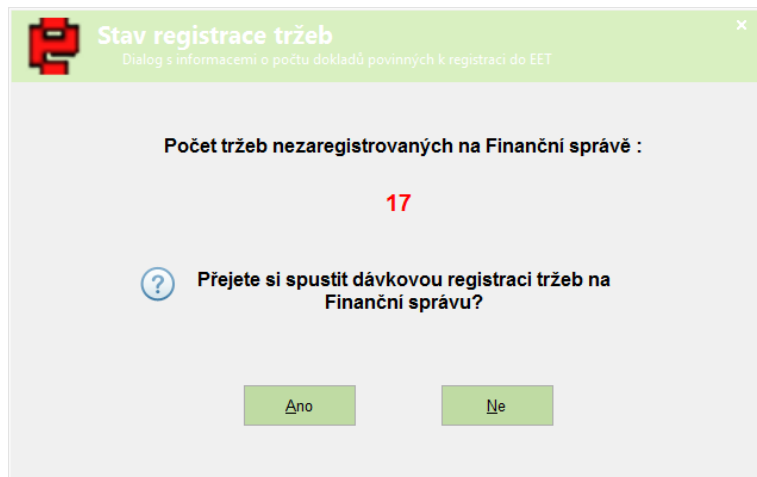 Stav registrace tržeb
Dialog s informacemi o počtu dokladů povinných k registraci do EET
Počet tržeb nezaregistrovaných na Finanční správě :
17
Přejete si spustit dávkovou registraci tržeb na
Finanční správu?
Ano
Ne